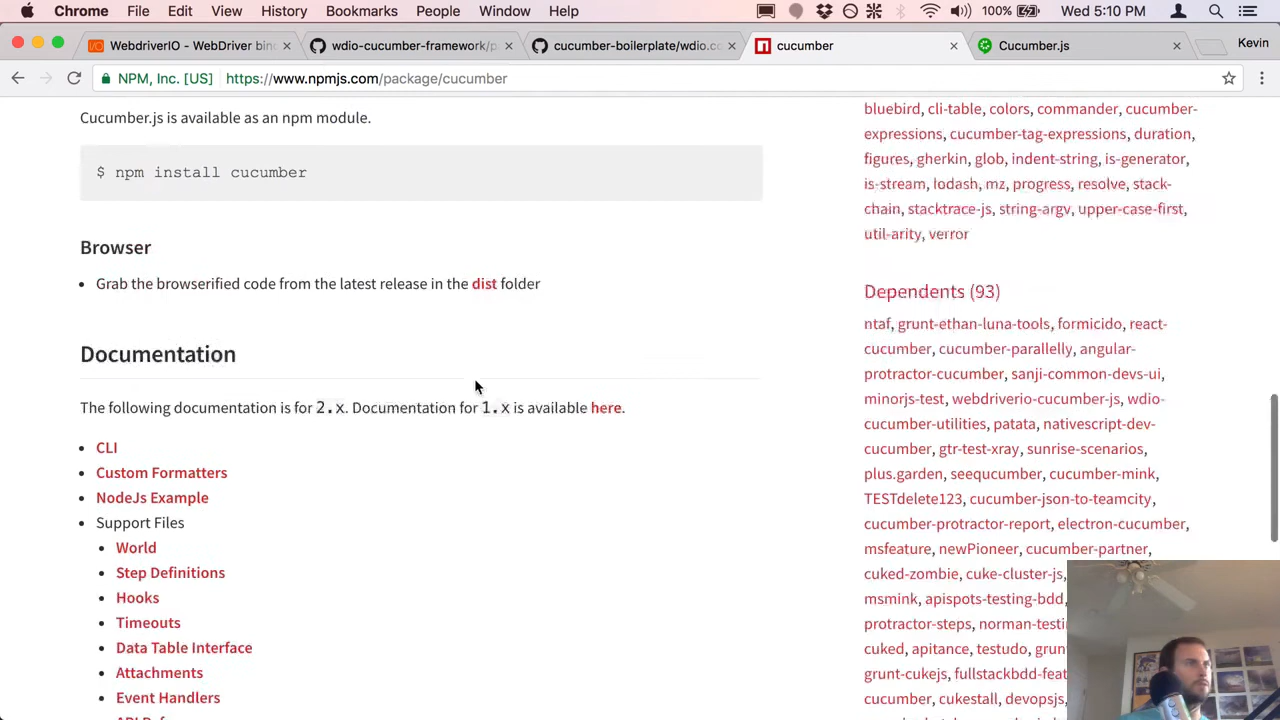 Chrome File Edit View History Bookmarks People Window Help 100% Wed 5:10 PM
WebdriverIO - WebDriver bin
wdio-cucumber-framework/p
cucumber-boilerplate/wdio.co
cucumber
Cucumber.js
Kevin
NPM, Inc. [US] https://www.npmjs.com/package/cucumber
Cucumber.js is available as an npm module.
$ npm install cucumber
Browser
• Grab the browserified code from the latest release in the dist folder
Documentation
The following documentation is for 2.x. Documentation for 1.x is available here.
• CLI
• Custom Formatters
• NodeJs Example
• Support Files
• World
• Step Definitions
• Hooks
• Timeouts
• Data Table Interface
• Attachments
• Event Handlers
bluebird, cli-table, colors, commander, cucumber-
expressions, cucumber-tag-expressions, duration,
figures, gherkin, glob, indent-string, is-generator,
is-stream, lodash, mz, progress, resolve, stack-
chain, stacktrace-js, string-argv, upper-case-first,
util-arity, verror
Dependents (93)
ntaf, grunt-ethan-luna-tools, formicido, react-
cucumber, cucumber-parallelly, angular-
protractor-cucumber, sanji-common-devs-ui,
minorjs-test, webdriverio-cucumber-js, wdio-
cucumber-utilities, patata, nativescript-dev-
cucumber, gtr-test-xray, sunrise-scenarios,
plus.garden, seequcumber, cucumber-mink,
TESTdelete123, cucumber-json-to-teamcity,
cucumber-protractor-report, electron-cucumber,
msfeature, newPioneer, cucumber-partner,
cuked-zombie, cuke-cluster-js,
msmink, apispots-testing-bdd,
protractor-steps, norman-testin
cuked, apitance, testudo, grun
grunt-cukejs, fullstackbdd-feat
cucumber, cukestall, devopsjs,